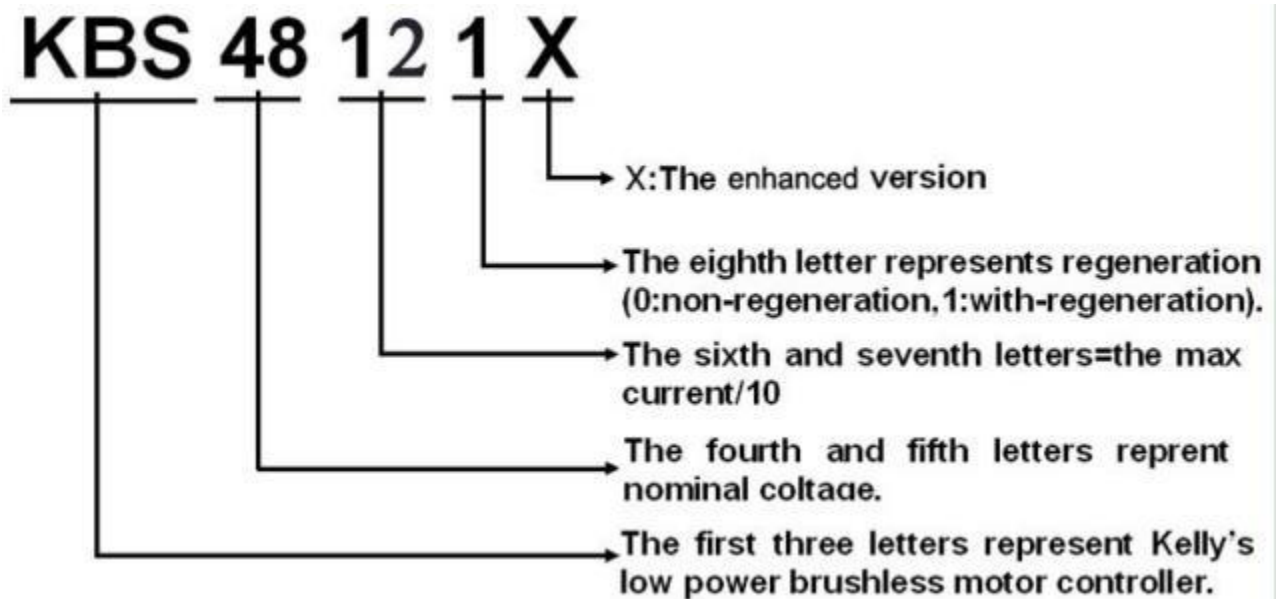 KBS 48 12 1 X
X:The enhanced version
The eighth letter represents regeneration
(0:non-regeneration,1:with-regeneration).
The sixth and seventh letters=the max
current/10
The fourth and fifth letters reprent
nominal coltage.
The first three letters represent Kelly's
low power brushless motor controller.